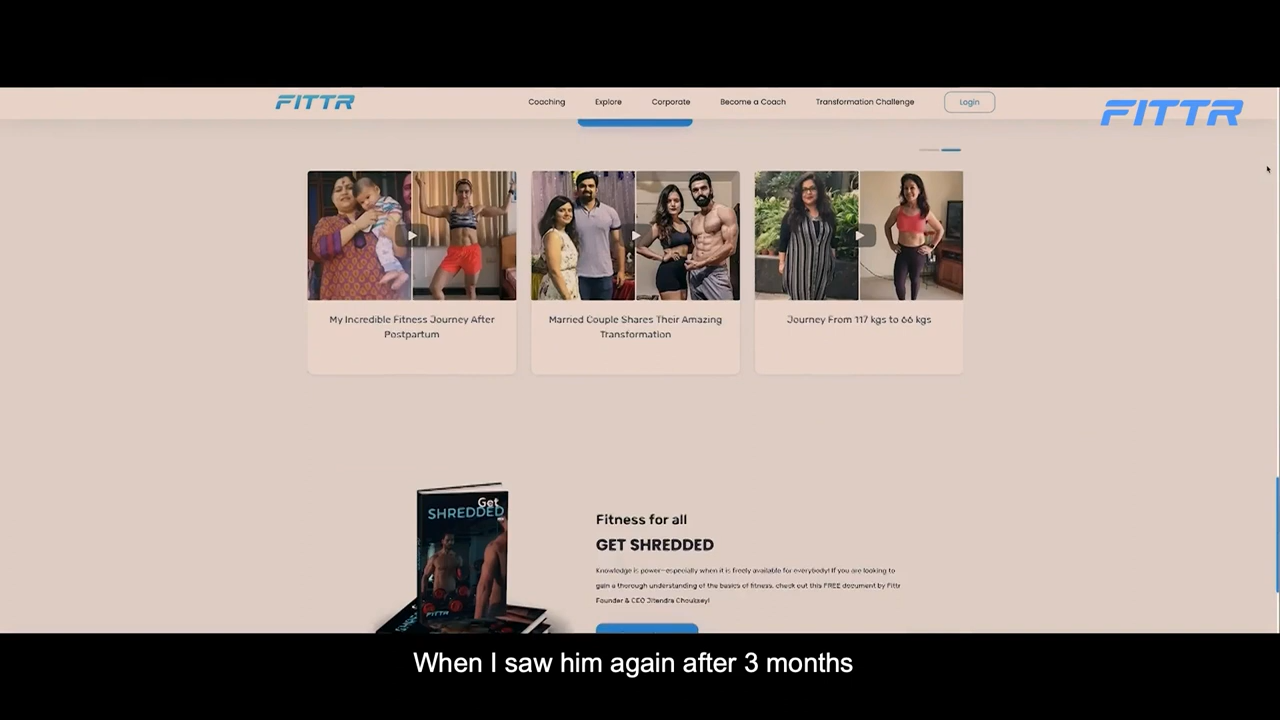 FITTR
Coaching
Explore
Corporate
Become a Coach
Transformation Challenge
Login
FITTR
My Incredible Fitness Journey After
Postpartum
Married Couple Shares Their Amazing
Transformation
Journey From 117 kgs to 66 kgs
Get
SHREDDED
FITTR
Fitness for all
GET SHREDDED
Knowledge is power—especially when it is freely available for everybody! If you are looking to
gain a thorough understanding of the basics of fitness, check out this FREE document by Fittr
Founder & CEO Jitendra Chouksey!
When I saw him again after 3 months